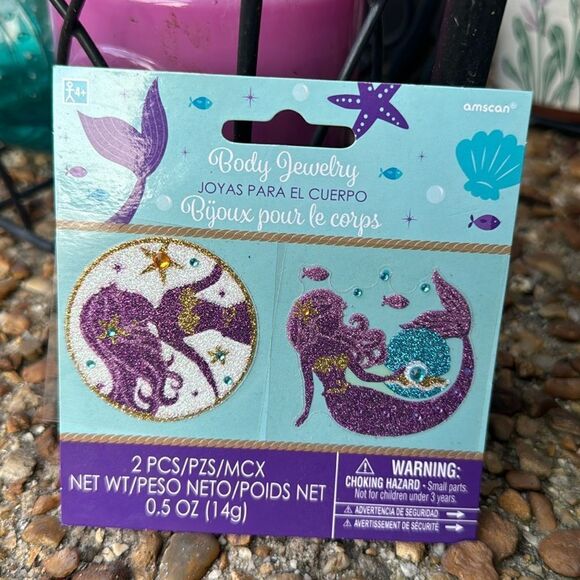 4+
amscan®
Body Jewelry
JOYAS PARA EL CUERPO
Bijoux pour le corps
2 PCS/PZS/MCX
NET WT/PESO NETO/POIDS NET
0.5 OZ (14g)
WARNING:
CHOKING HAZARD - Small parts.
Not for children under 3 years.
ADVERTENCIA DE SEGURIDAD
AVERTISSEMENT DE SÉCURITÉ